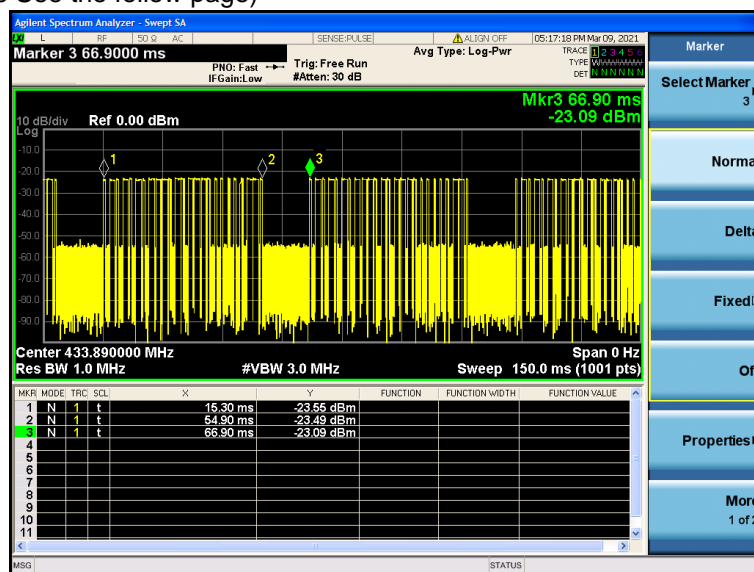 See the follow page)
Agilent Spectrum Analyzer - Swept SA
LXI L RF 50 Ω AC SENSE:PULSE ALIGN OFF 05:17:18 PM Mar 09, 2021
Marker 3 66.9000 ms
PNO: Fast
IFGain:Low
Trig: Free Run
#Atten: 30 dB
Avg Type: Log-Pwr
TRACE 1 2 3 4 5 6
TYPE
DET N N N N N N
Mkr3 66.90 ms
-23.09 dBm
10 dB/div Ref 0.00 dBm
Log
-10.0
-20.0
-30.0
-40.0
-50.0
-60.0
-70.0
-80.0
-90.0
1
2
3
Center 433.890000 MHz Span 0 Hz
Res BW 1.0 MHz #VBW 3.0 MHz Sweep 150.0 ms (1001 pts)
MKR MODE TRC SCL X Y FUNCTION FUNCTION WIDTH FUNCTION VALUE
1 N 1 t 15.30 ms -23.55 dBm
2 N 1 t 54.90 ms -23.49 dBm
3 N 1 t 66.90 ms -23.09 dBm
4
5
6
7
8
9
10
11
MSG STATUS
Marker
Select Marker
3
Norma
Delta
Fixed
Of
Properties
More
1 of 2